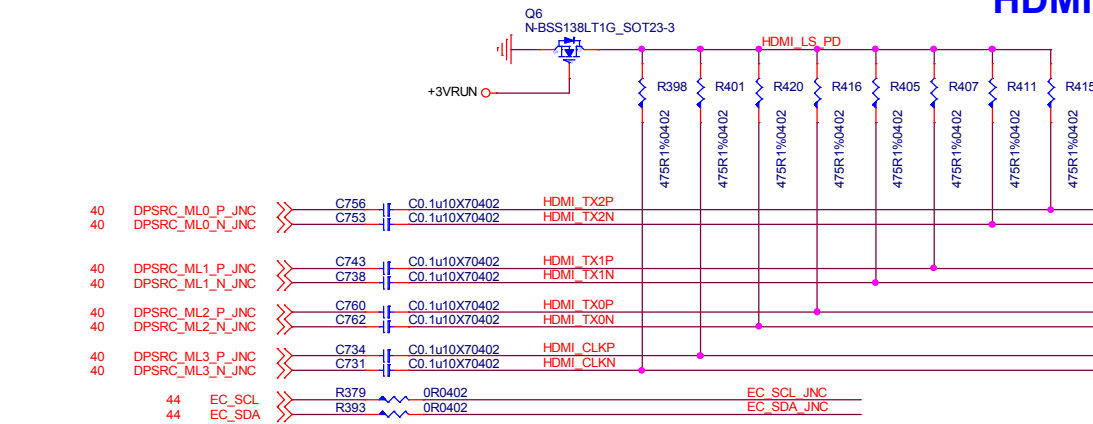 HDMI
Q6
N-BSS138LT1G_SOT23-3
HDMI_LS_PD
+3VRUN
R398 R401 R420 R416 R405 R407 R411 R415
475R1%0402 475R1%0402 475R1%0402 475R1%0402 475R1%0402 475R1%0402 475R1%0402 475R1%0402
40 DPSRC_ML0_P_JNC C756 C0.1u10X70402 HDMI_TX2P
40 DPSRC_ML0_N_JNC C753 C0.1u10X70402 HDMI_TX2N
40 DPSRC_ML1_P_JNC C743 C0.1u10X70402 HDMI_TX1P
40 DPSRC_ML1_N_JNC C738 C0.1u10X70402 HDMI_TX1N
40 DPSRC_ML2_P_JNC C760 C0.1u10X70402 HDMI_TX0P
40 DPSRC_ML2_N_JNC C762 C0.1u10X70402 HDMI_TX0N
40 DPSRC_ML3_P_JNC C734 C0.1u10X70402 HDMI_CLKP
40 DPSRC_ML3_N_JNC C731 C0.1u10X70402 HDMI_CLKN
44 EC_SCL R379 0R0402 EC_SCL_JNC
44 EC_SDA R393 0R0402 EC_SDA_JNC